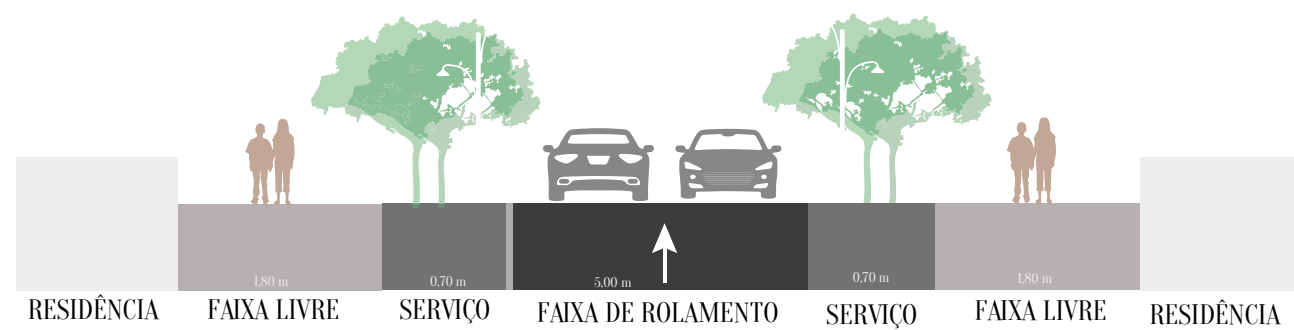 1,80 m
0,70 m
5,00 m
0,70 m
1,80 m
RESIDÊNCIA
FAIXA LIVRE
SERVIÇO
FAIXA DE ROLAMENTO
SERVIÇO
FAIXA LIVRE
RESIDÊNCIA